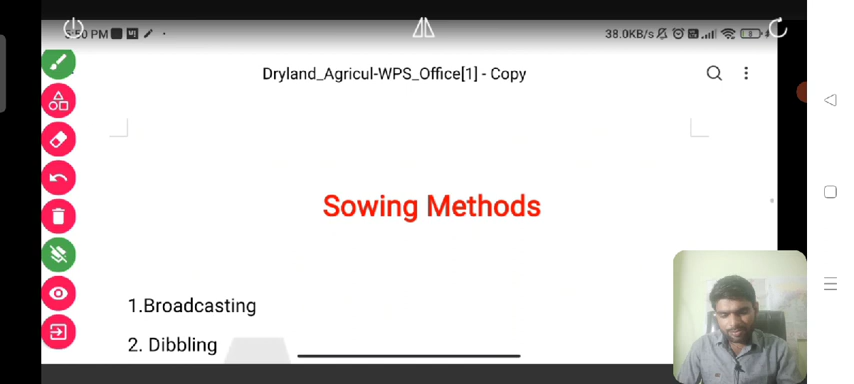 38.0KB/s
Dryland_Agricul-WPS_Office[1] - Copy
Sowing Methods
1.Broadcasting
2. Dibbling